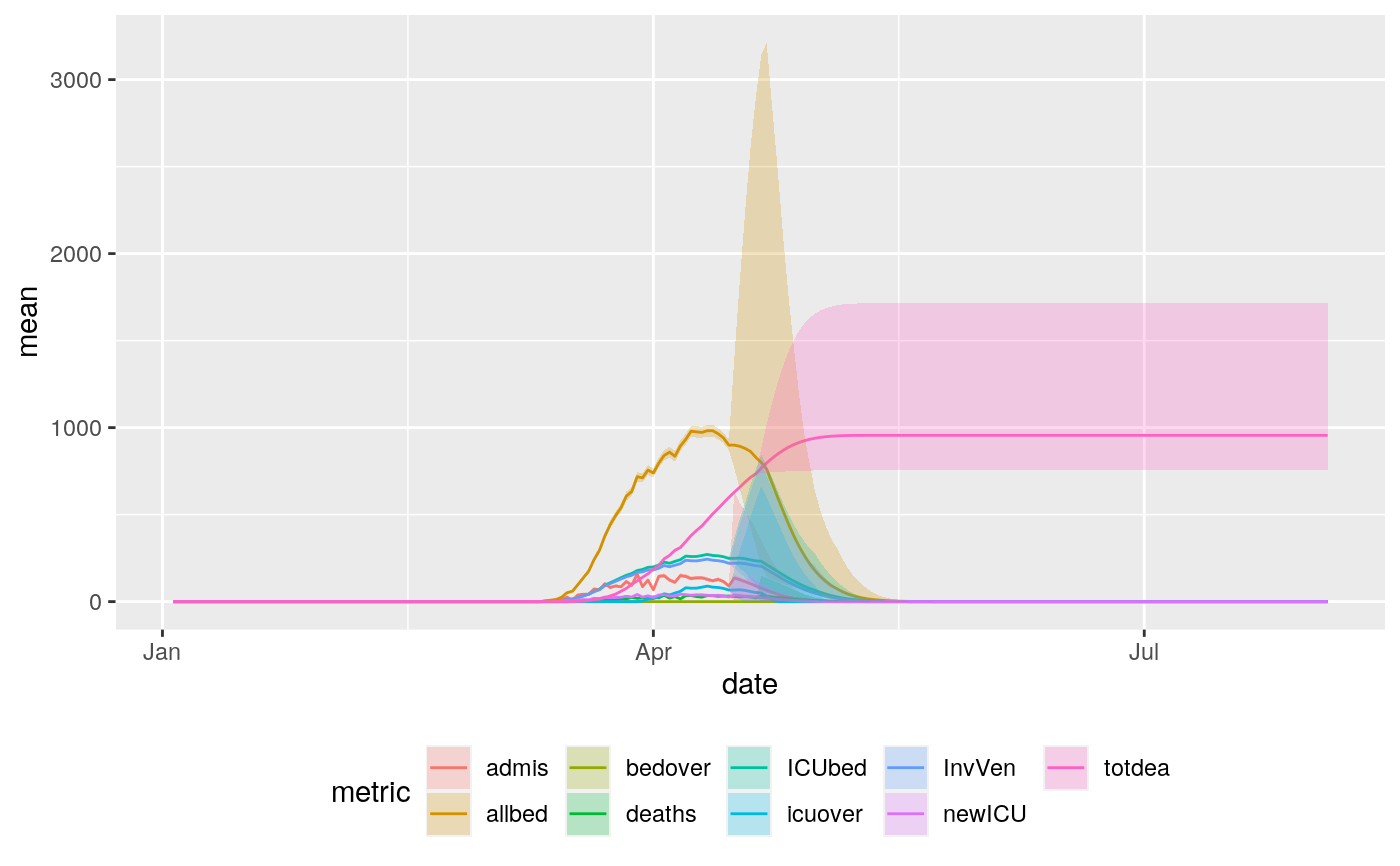 3000
2000
1000
0
mean
Jan Apr Jul
date
metric
admis bedover ICUbed InvVen totdea
allbed deaths icuover newICU